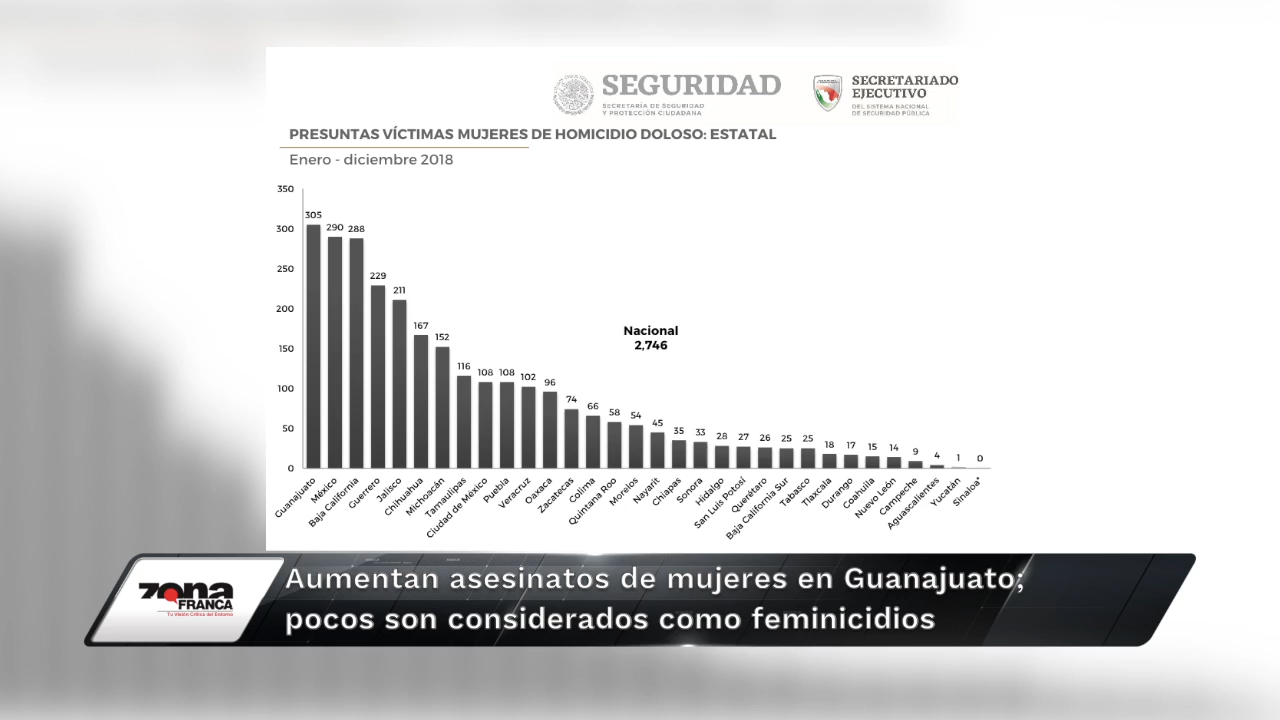 SEGURIDAD
SECRETARÍA DE SEGURIDAD
Y PROTECCIÓN CIUDADANA
SECRETARIADO
EJECUTIVO
DEL SISTEMA NACIONAL
DE SEGURIDAD PÚBLICA
PRESUNTAS VÍCTIMAS MUJERES DE HOMICIDIO DOLOSO: ESTATAL
Enero - diciembre 2018
350
300
250
200
150
100
50
0
305
290
288
229
211
167
152
116
108
108
102
96
74
66
58
54
45
35
33
28
27
26
25
25
18
17
15
14
9
4
1
0
Nacional
2,746
Guanajuato
México
Baja California
Guerrero
Jalisco
Chihuahua
Michoacán
Tamaulipas
Ciudad de México
Puebla
Veracruz
Oaxaca
Zacatecas
Colima
Quintana Roo
Morelos
Nayarit
Chiapas
Sonora
Hidalgo
San Luis Potosí
Querétaro
Baja California Sur
Tabasco
Tlaxcala
Durango
Coahuila
Nuevo León
Campeche
Aguascalientes
Yucatán
Sinaloa*
zona
FRANCA
Tu Visión Crítica del Entorno
Aumentan asesinatos de mujeres en Guanajuato;
pocos son considerados como feminicidios